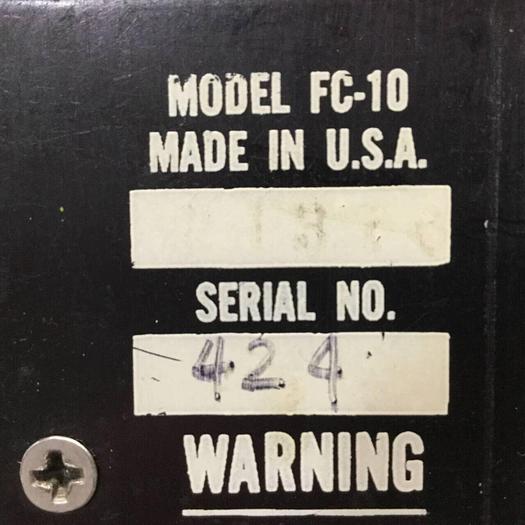 MODEL FC-10
MADE IN U.S.A.
SERIAL NO.
424
WARNING